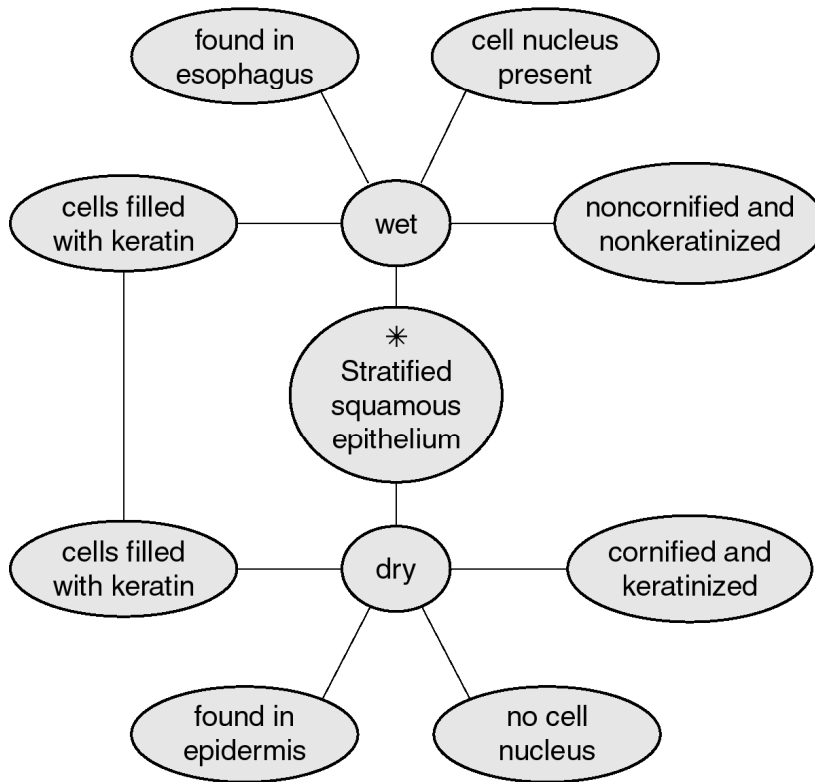 found in
esophagus
cell nucleus
present
cells filled
with keratin
wet
noncornified and
nonkeratinized
*
Stratified
squamous
epithelium
cells filled
with keratin
dry
cornified and
keratinized
found in
epidermis
no cell
nucleus